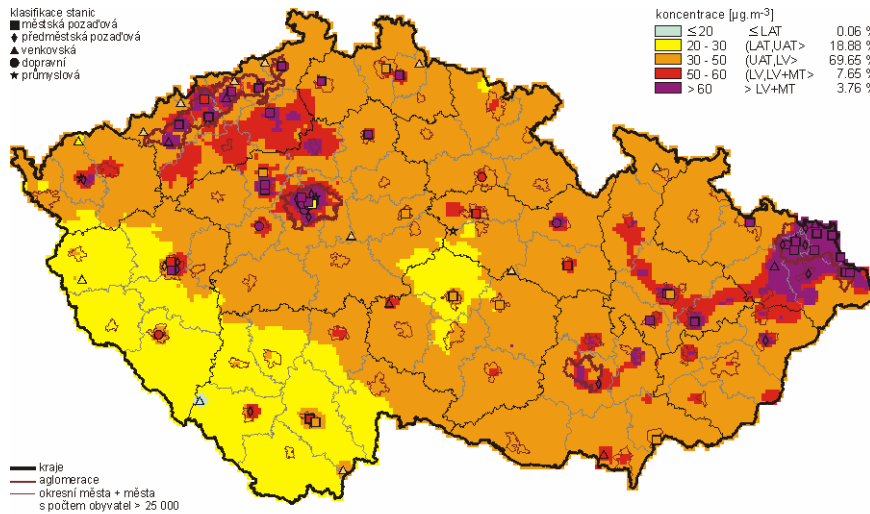 klasifikace stanic
městská pozaďová
předměstská pozaďová
venkovská
dopravní
průmyslová
koncentrace [µg.m-3]
≤20 ≤LAT 0.06 %
20 - 30 (LAT,UAT> 18.88 %
30 - 50 (UAT,LV> 69.65 %
50 - 60 (LV,LV+MT> 7.65 %
>60 > LV+MT 3.76 %
kraje
aglomerace
okresní města + města
s počtem obyvatel > 25 000